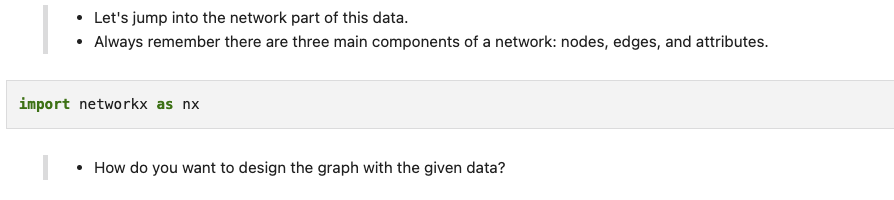 • Let's jump into the network part of this data.
• Always remember there are three main components of a network: nodes, edges, and attributes.
import networkx as nx
• How do you want to design the graph with the given data?